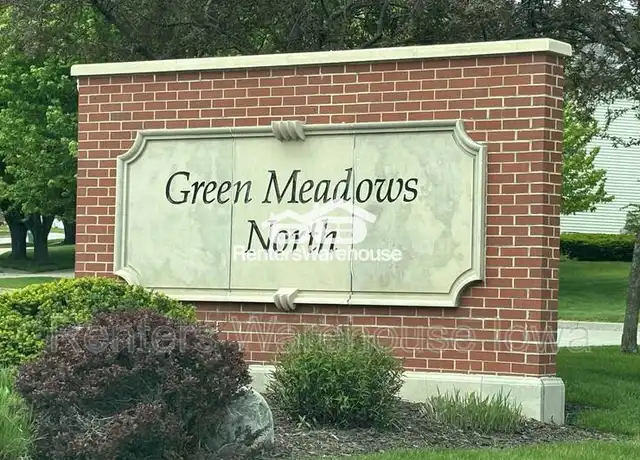 Green Meadows
North
RentersWarehouse
Renters Warehouse Iowa